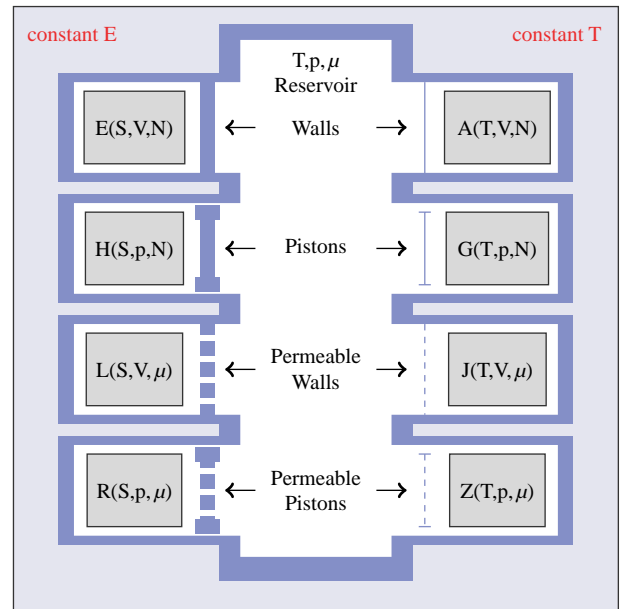 constant E
constant T
T,p,μ
Reservoir
E(S,V,N)
Walls
A(T,V,N)
H(S,p,N)
Pistons
G(T,p,N)
L(S,V,μ)
Permeable
Walls
J(T,V,μ)
R(S,p,μ)
Permeable
Pistons
Z(T,p,μ)